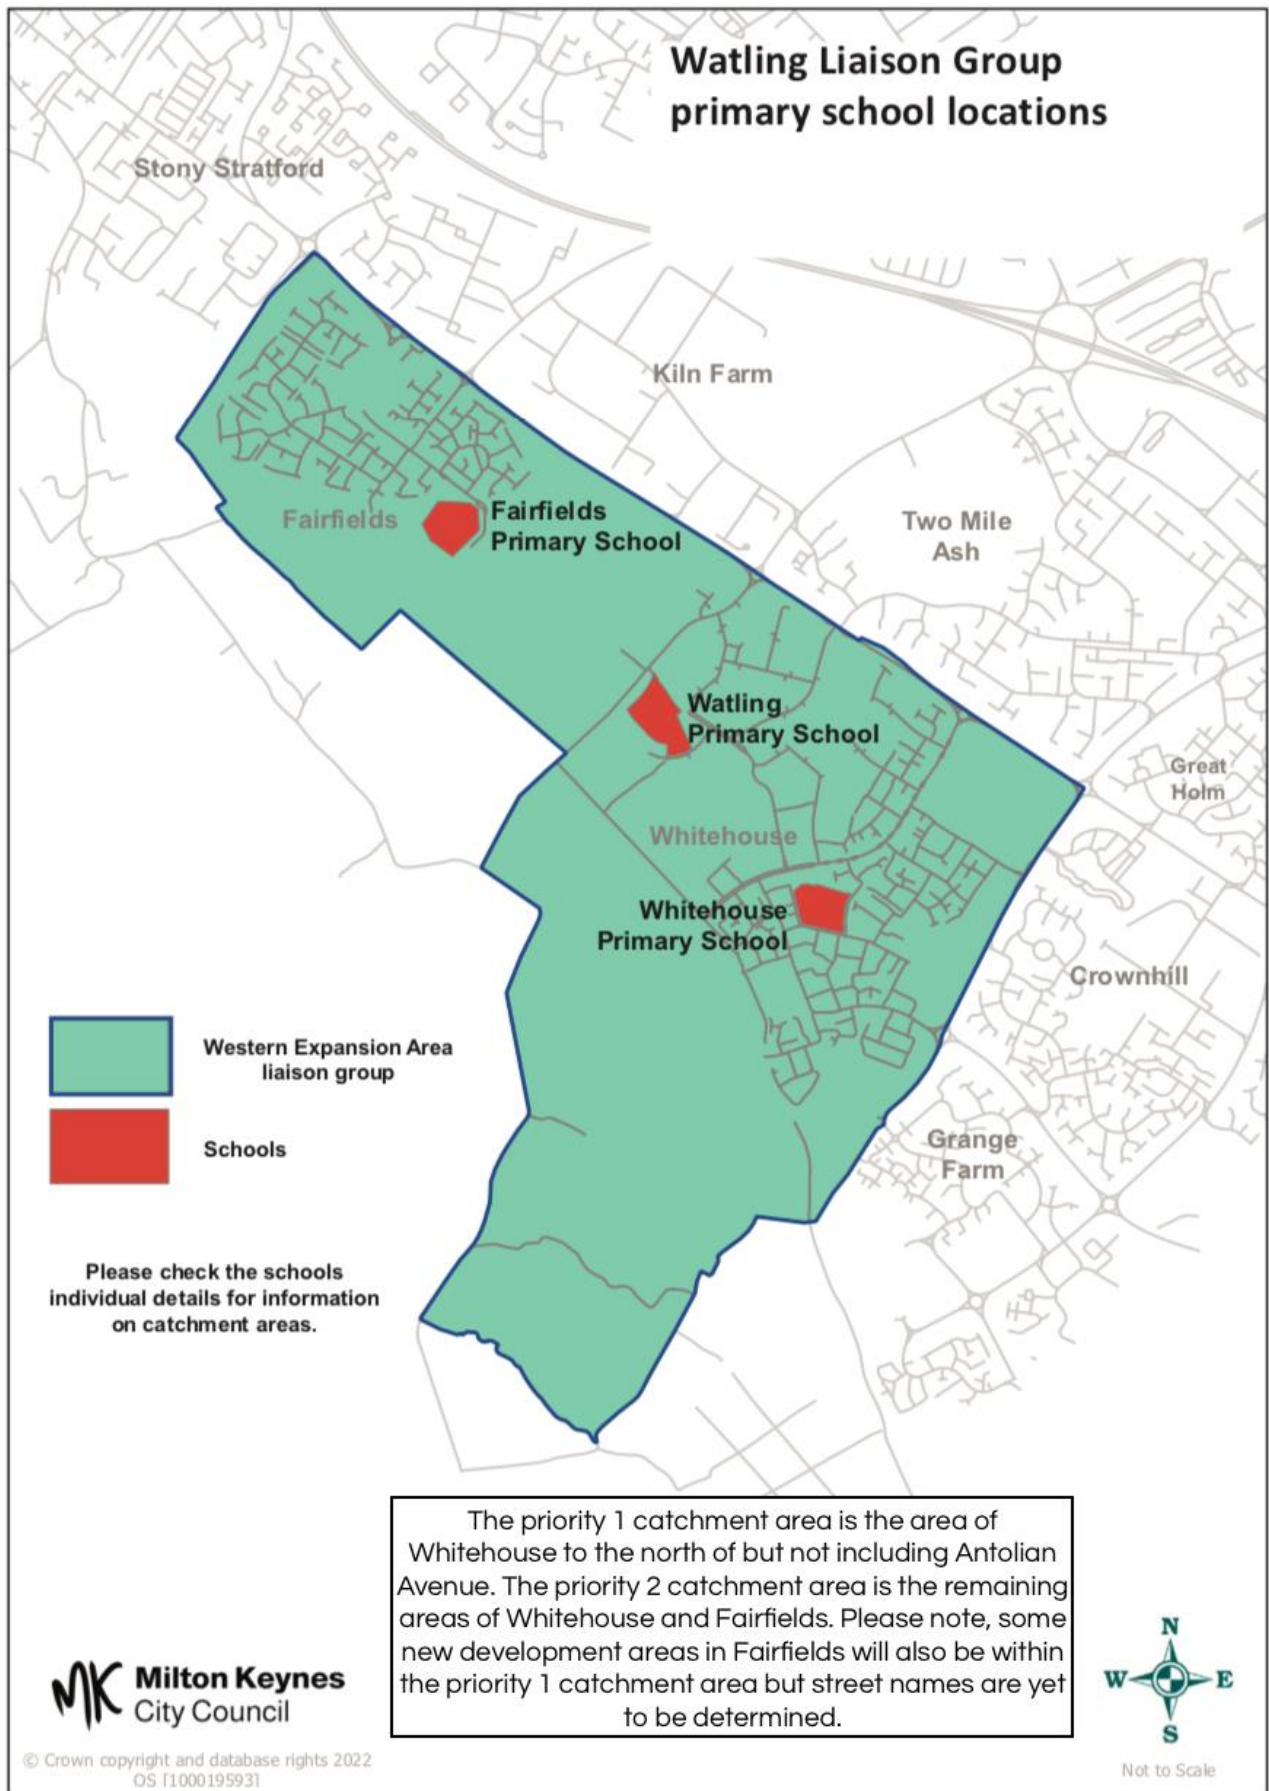 Watling Liaison Group
primary school locations
Stony Stratford
Kiln Farm
Two Mile
Ash
Fairfields
Fairfields
Primary School
Watling
Primary School
Great
Holm
Whitehouse
Whitehouse
Primary School
Crownhill
Grange
Farm
Western Expansion Area
liaison group
Schools
Please check the schools
individual details for information
on catchment areas.
The priority 1 catchment area is the area of
Whitehouse to the north of but not including Antolian
Avenue. The priority 2 catchment area is the remaining
areas of Whitehouse and Fairfields. Please note, some
new development areas in Fairfields will also be within
the priority 1 catchment area but street names are yet
to be determined.
MK Milton Keynes
City Council
© Crown copyright and database rights 2022
OS [1000195593]
N
W E
S
Not to Scale